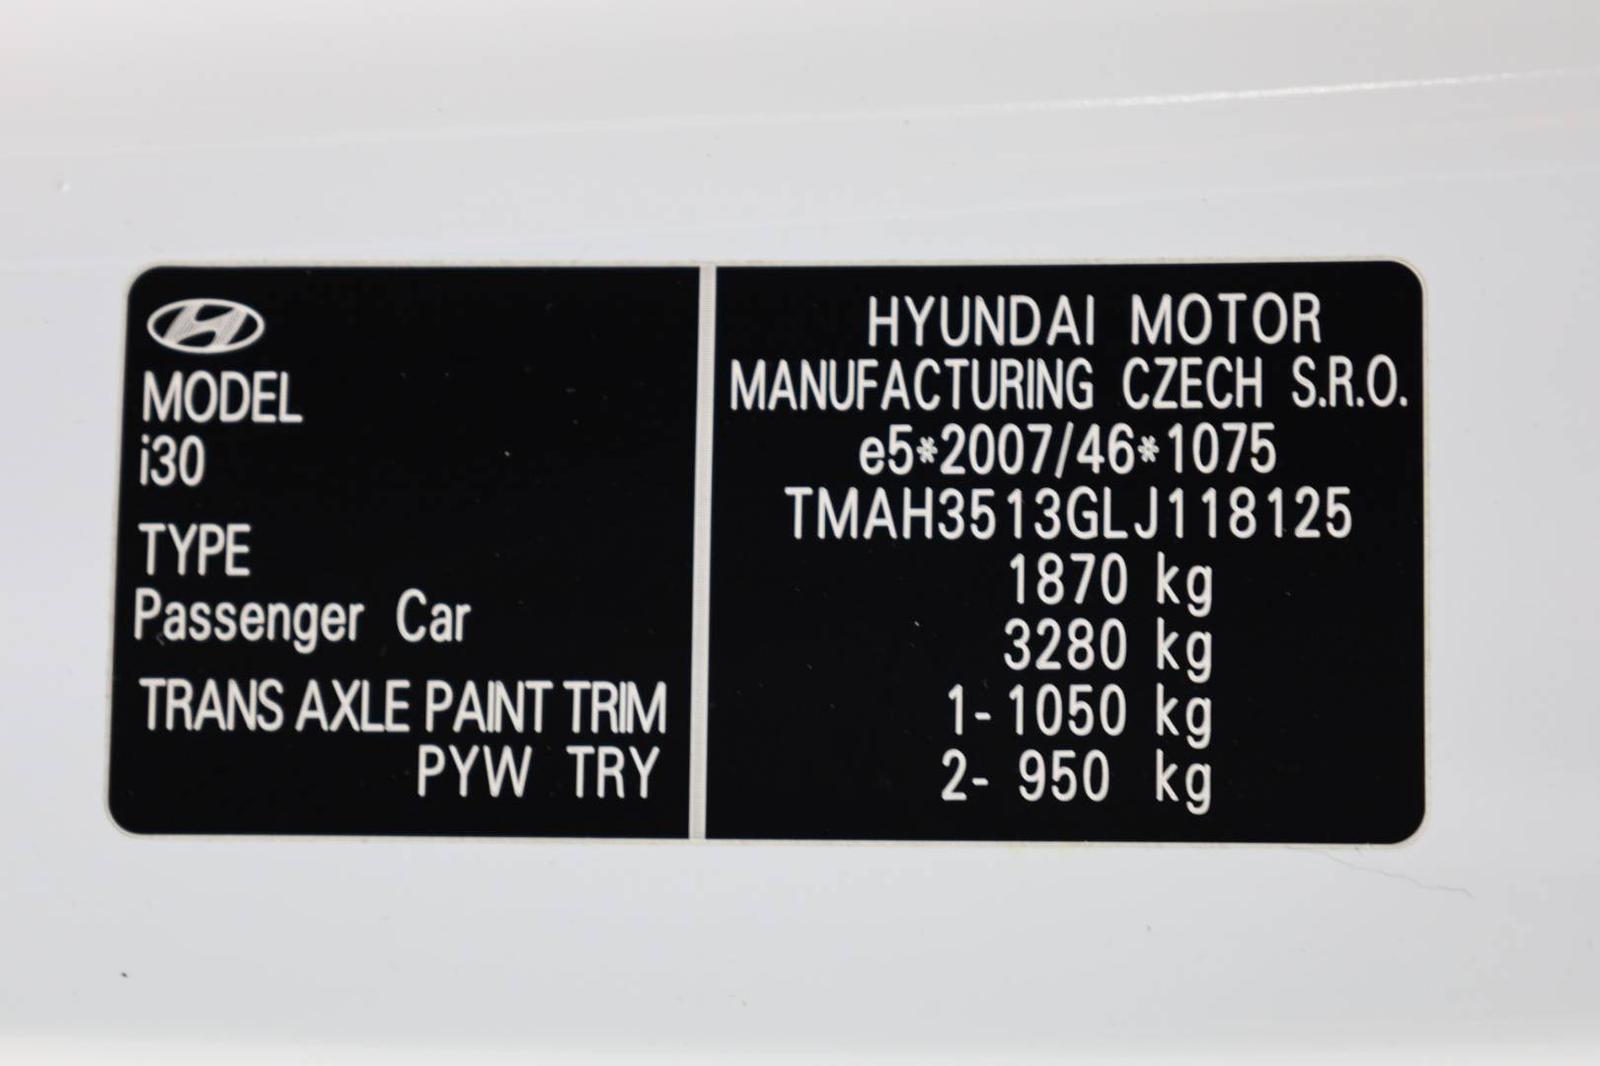 MODEL
i30
TYPE
Passenger Car
TRANS AXLE PAINT TRIM
PYW TRY
HYUNDAI MOTOR
MANUFACTURING CZECH S.R.O.
e5*2007/46*1075
TMAH3513GLJ118125
1870 kg
3280 kg
1- 1050 kg
2- 950 kg